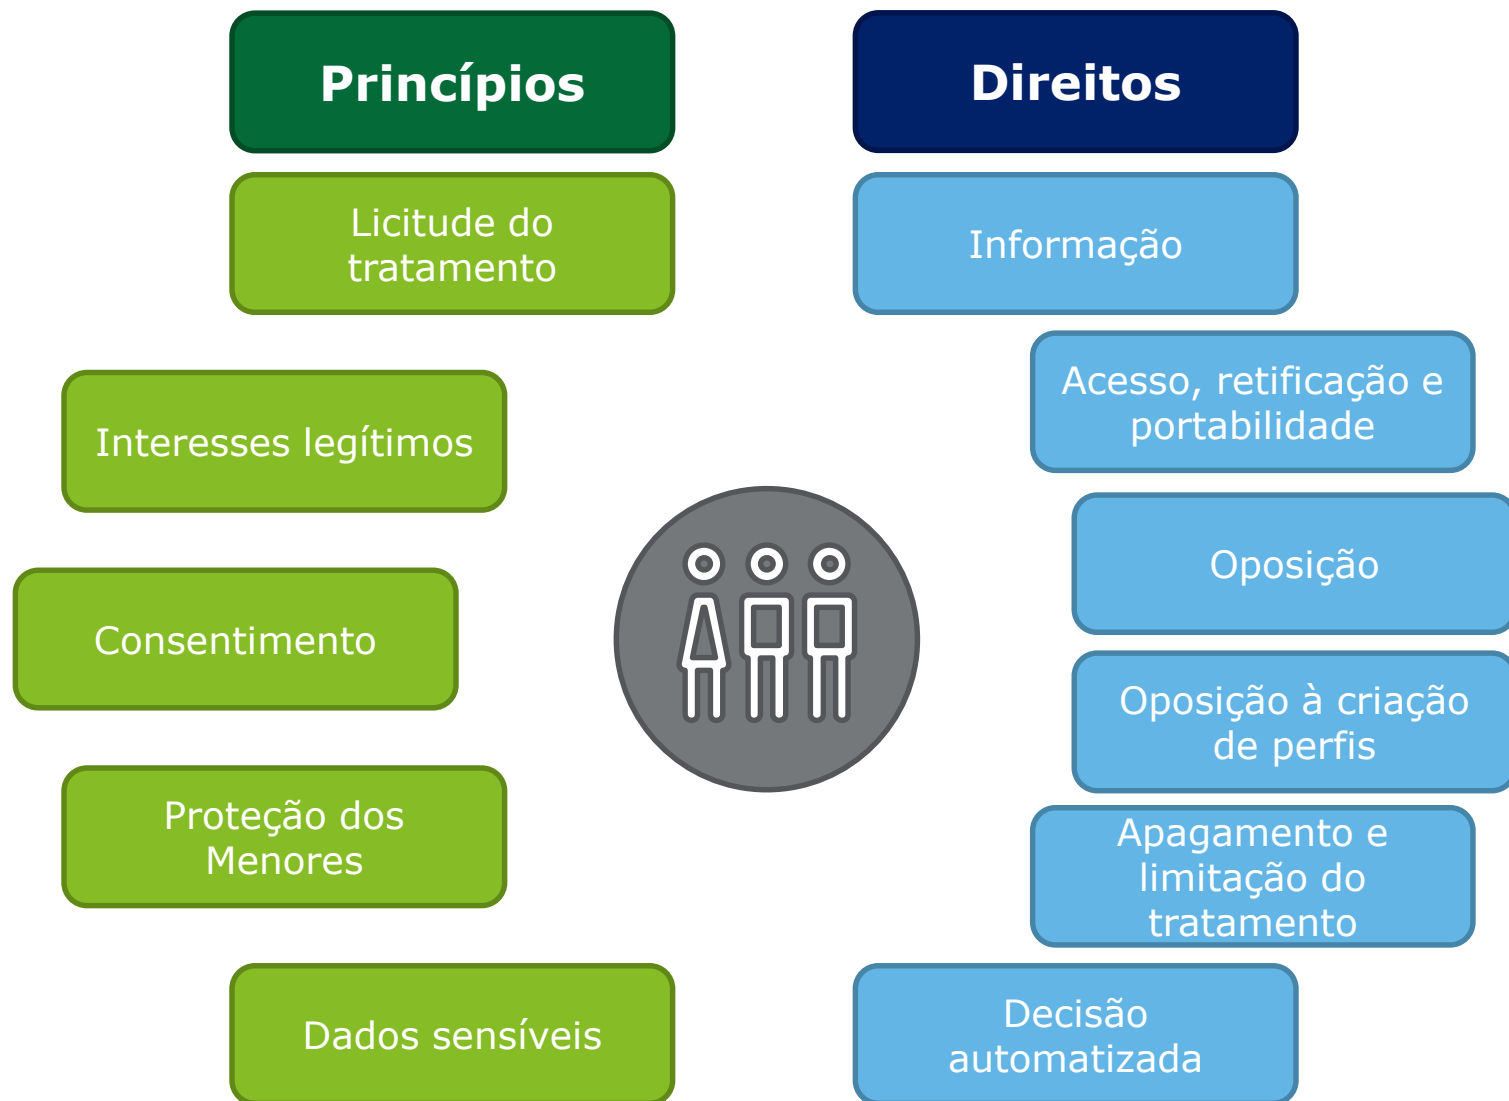 Princípios
Licitude do
tratamento
Interesses legítimos
Consentimento
Proteção dos
Menores
Dados sensíveis
Direitos
Informação
Acesso, retificação e
portabilidade
Oposição
Oposição à criação
de perfis
Apagamento e
limitação do
tratamento
Decisão
automatizada